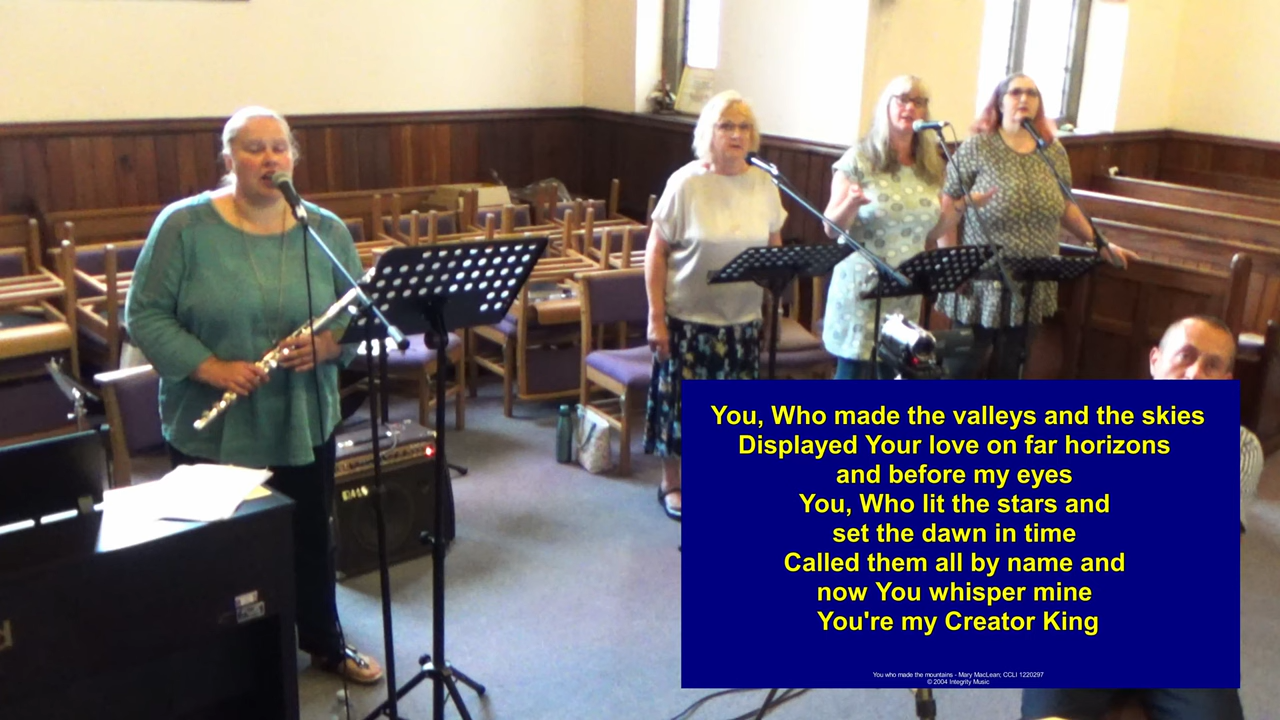 You, Who made the valleys and the skies
Displayed Your love on far horizons
and before my eyes
You, Who lit the stars and
set the dawn in time
Called them all by name and
now You whisper mine
You're my Creator King
You who made the mountains - Mary MacLean; CCLI 1220297
© 2004 Integrity Music